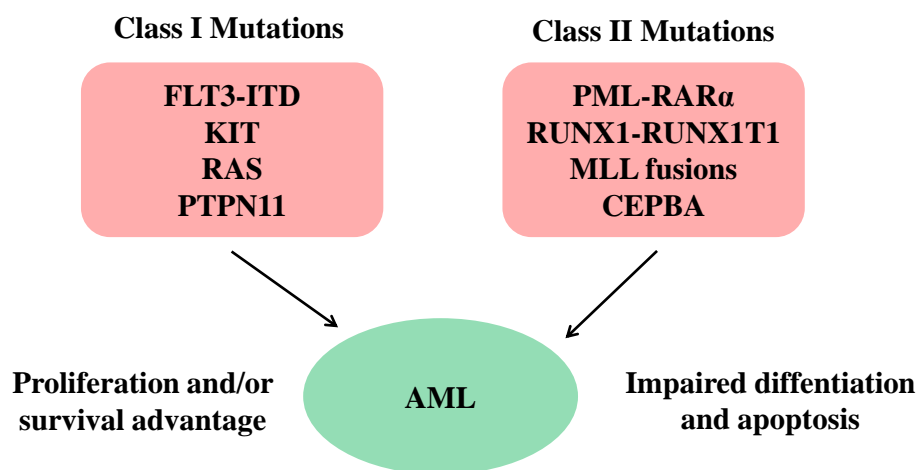 Class I Mutations
Class II Mutations
FLT3-ITD
KIT
RAS
PTPN11
PML-RARα
RUNX1-RUNX1T1
MLL fusions
CEPBA
Proliferation and/or
survival advantage
AML
Impaired diffentiation
and apoptosis